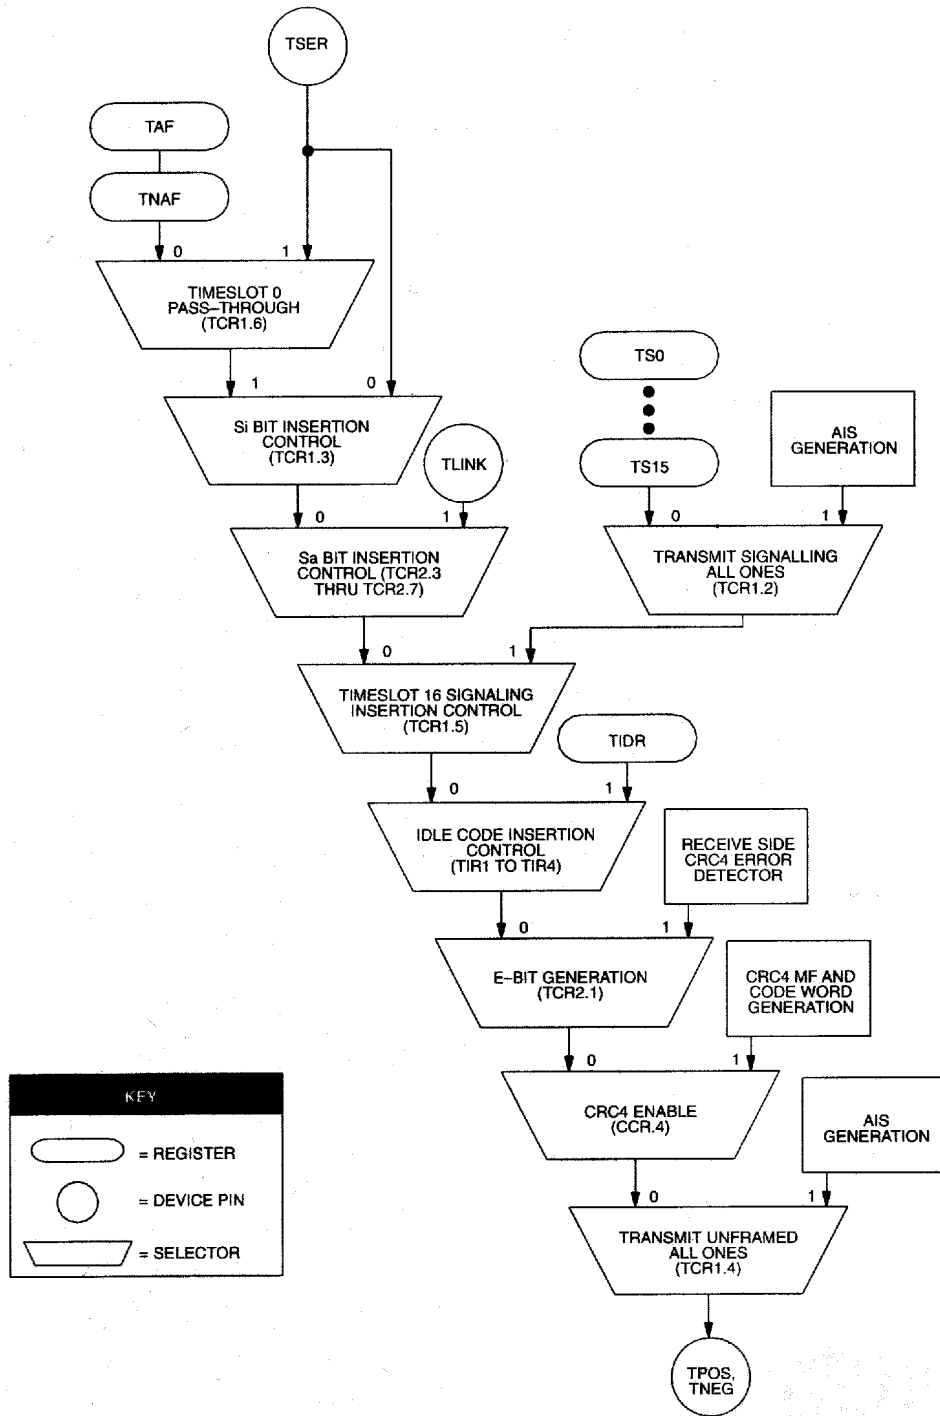 TSER
TAF
TNAF
0
1
TIMESLOT 0
PASS–THROUGH
(TCR1.6)
1
0
Si BIT INSERTION
CONTROL
(TCR1.3)
TLINK
TS0
TS15
AIS
GENERATION
0
1
Sa BIT INSERTION
CONTROL (TCR2.3
THRU TCR2.7)
0
1
TRANSMIT SIGNALLING
ALL ONES
(TCR1.2)
0
1
TIMESLOT 16 SIGNALING
INSERTION CONTROL
(TCR1.5)
TIDR
0
1
IDLE CODE INSERTION
CONTROL
(TIR1 TO TIR4)
RECEIVE SIDE
CRC4 ERROR
DETECTOR
0
1
E–BIT GENERATION
(TCR2.1)
CRC4 MF AND
CODE WORD
GENERATION
0
1
CRC4 ENABLE
(CCR.4)
AIS
GENERATION
0
1
TRANSMIT UNFRAMED
ALL ONES
(TCR1.4)
TPOS,
TNEG
KEY
= REGISTER
= DEVICE PIN
= SELECTOR